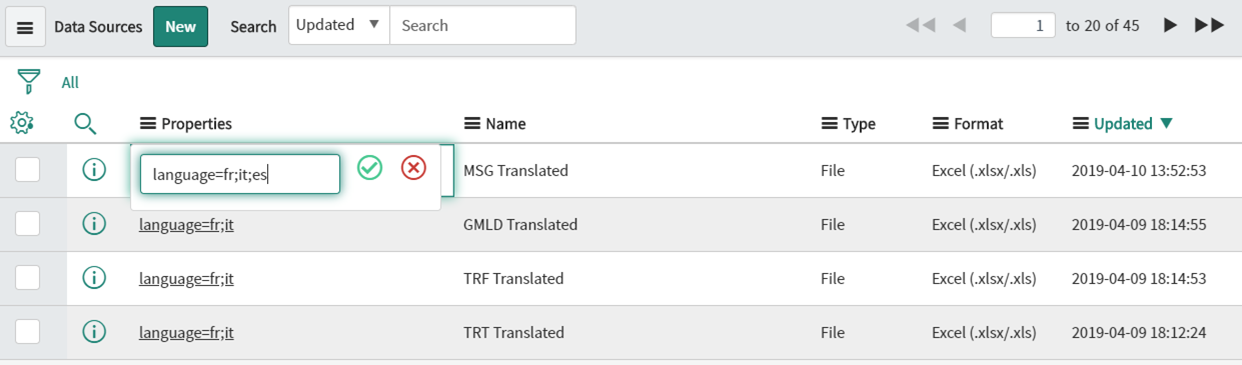 Data Sources New Search Updated Search 1 to 20 of 45
All
Properties Name Type Format Updated
language=fr;it;es MSG Translated File Excel (.xlsx/.xls) 2019-04-10 13:52:53
language=fr;it GMLD Translated File Excel (.xlsx/.xls) 2019-04-09 18:14:55
language=fr;it TRF Translated File Excel (.xlsx/.xls) 2019-04-09 18:14:53
language=fr;it TRT Translated File Excel (.xlsx/.xls) 2019-04-09 18:12:24